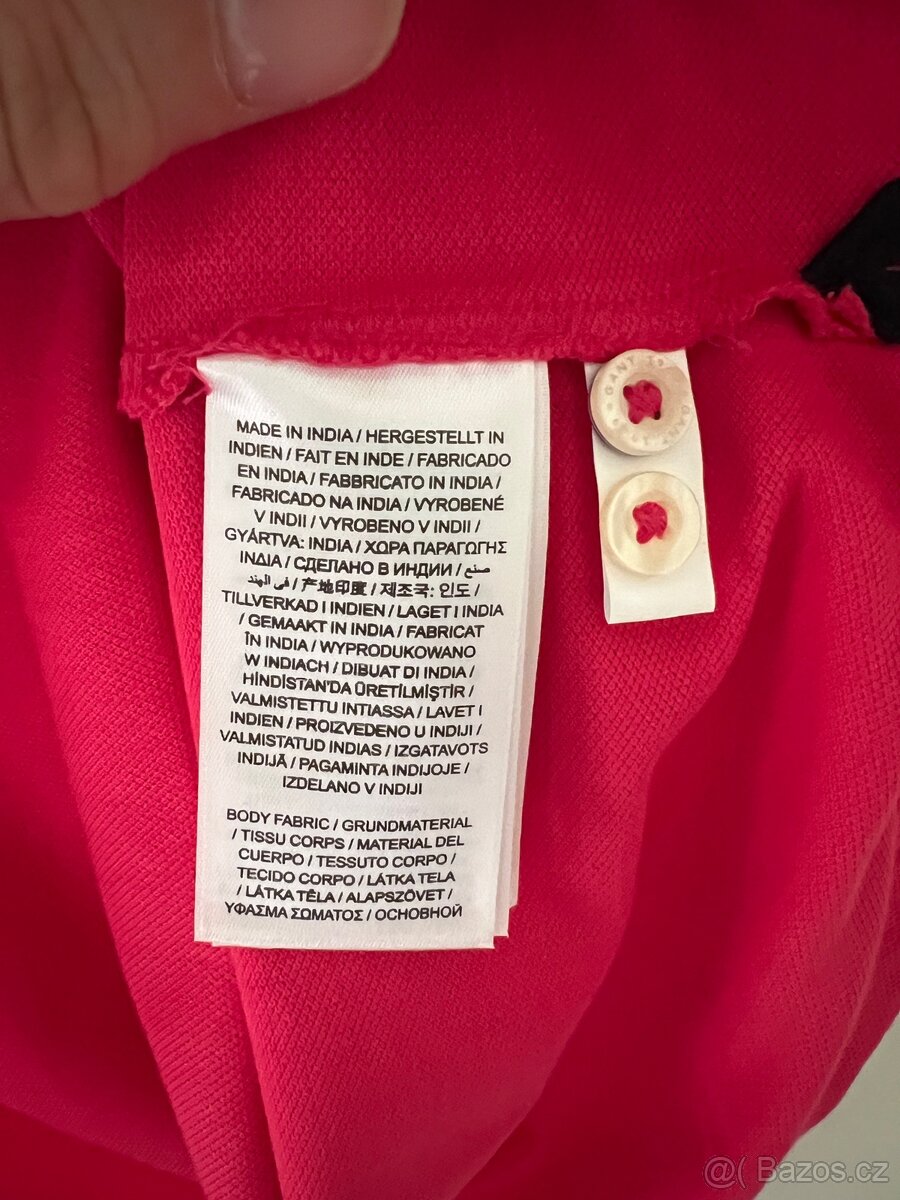 MADE IN INDIA / HERGESTELLT IN
INDIEN / FAIT EN INDE / FABRICADO
EN INDIA / FABBRICATO IN INDIA /
FABRICADO NA INDIA / VYROBENÉ
V INDII / VYROBENO V INDII /
GYÁRTVA: INDIA / ΧΩΡΑ ΠΑΡΑΓΩΓΗΣ
ΙΝΔΙΑ / СДЕЛАНО В ИНДИИ / صنع
في الهند / 产地印度 / 제조국: 인도 /
TILLVERKAD I INDIEN / LAGET I INDIA
/ GEMAAKT IN INDIA / FABRICAT
ÎN INDIA / WYPRODUKOWANO
W INDIACH / DIBUAT DI INDIA /
HİNDİSTAN'DA ÜRETİLMİŞTİR /
VALMISTETTU INTIASSA / LAVET I
INDIEN / PROIZVEDENO U INDIJI /
VALMISTATUD INDIAS / IZGATAVOTS
INDIJĀ / PAGAMINTA INDIJOJE /
IZDELANO V INDIJI
BODY FABRIC / GRUNDMATERIAL
/ TISSU CORPS / MATERIAL DEL
CUERPO / TESSUTO CORPO /
TECIDO CORPO / LÁTKA TELA
/ LÁTKA TĚLA / ALAPSZÖVET /
ΥΦΑΣΜΑ ΣΩΜΑΤΟΣ / ОСНОВНОЙ
GANT
@( Bazos.cz